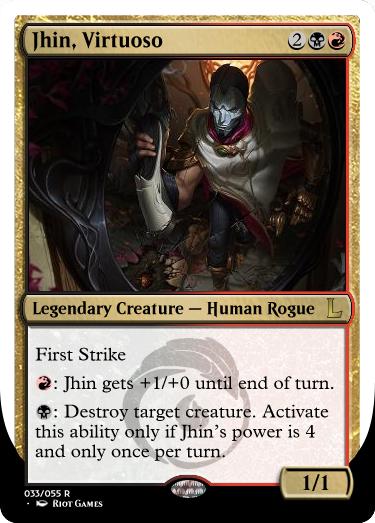 Jhin, Virtuoso 2
Legendary Creature — Human Rogue L
First Strike
: Jhin gets +1/+0 until end of turn.
: Destroy target creature. Activate
this ability only if Jhin's power is 4
and only once per turn.
1/1
033/055 R
· Riot Games